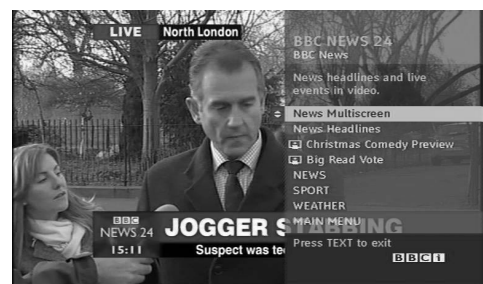 LIVE North London
BBC NEWS 24
BBC News
News headlines and live
events in video.
News Multiscreen
News Headlines
Christmas Comedy Preview
Big Read Vote
NEWS
SPORT
WEATHER
MAIN MENU
Press TEXT to exit
BBC 1
BBC
NEWS 24
15:11
JOGGER STABBING
Suspect was